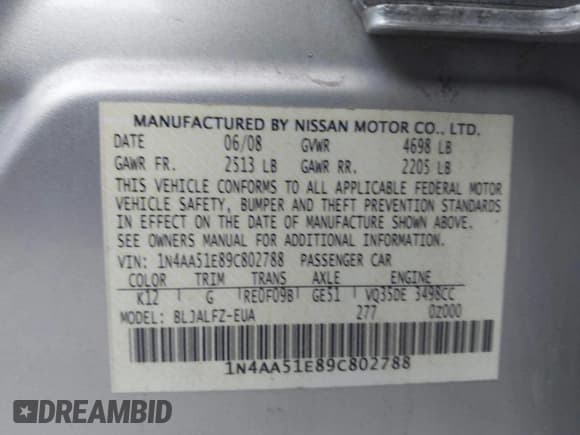 MANUFACTURED BY NISSAN MOTOR CO., LTD.
DATE 06/08 GVWR 4698 LB
GAWR FR. 2513 LB GAWR RR. 2205 LB
THIS VEHICLE CONFORMS TO ALL APPLICABLE FEDERAL MOTOR
VEHICLE SAFETY, BUMPER AND THEFT PREVENTION STANDARDS
IN EFFECT ON THE DATE OF MANUFACTURE SHOWN ABOVE.
SEE OWNERS MANUAL FOR ADDITIONAL INFORMATION.
VIN: 1N4AA51E89C802788 PASSENGER CAR
COLOR TRIM TRANS AXLE ENGINE
K12 G RE0F09B GE51 VQ35DE 3498CC
MODEL: BLJALFZ-EUA 277 0Z000
1N4AA51E89C802788
DREAMBID